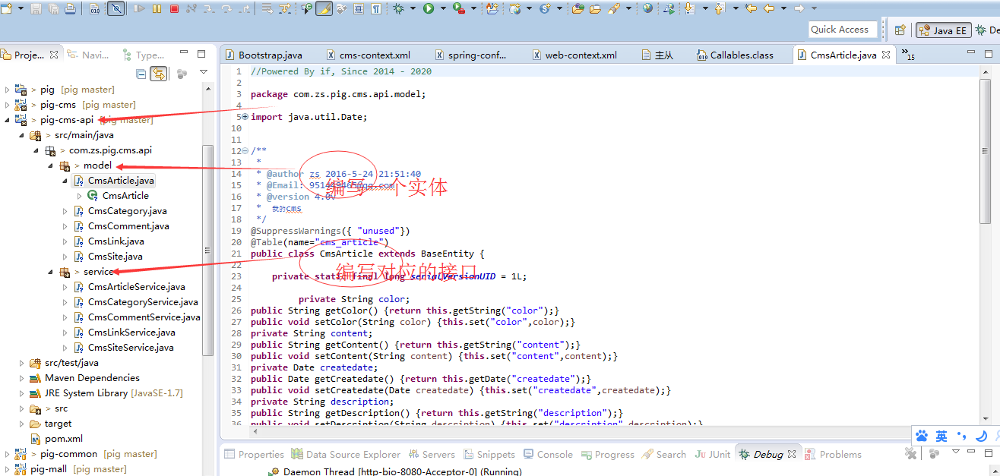 Quick Access
Java EE
De
Proje...
Navi...
Type...
Bootstrap.java
cms-context.xml
spring-conf...
web-context.xml
主从
Callables.class
CmsArticle.java
»15
pig [pig master]
pig-cms [pig master]
pig-cms-api [pig master]
src/main/java
com.zs.pig.cms.api
model
CmsArticle.java
CmsArticle
CmsCategory.java
CmsComment.java
CmsLink.java
CmsSite.java
service
CmsArticleService.java
CmsCategoryService.java
CmsCommentService.java
CmsLinkService.java
CmsSiteService.java
src/test/java
Maven Dependencies
JRE System Library [JavaSE-1.7]
src
target
pom.xml
pig-common [pig master]
pig-mall [pig master]
1 //Powered By if, Since 2014 - 2020
2
3 package com.zs.pig.cms.api.model;
4
5 import java.util.Date;
10
11
12 /**
13 *
14 * @author zs 2016-5-24 21:51:40
15 * @Email: @qq.com
16 * @version 4.0v
17 * 我的cms
18 */
编写一个实体
19 @SuppressWarnings({ "unused"})
20 @Table(name="cms_article")
21 public class CmsArticle extends BaseEntity {
22
23 private static final long serialVersionUID = 1L;
编写对应的接口
24
25 private String color;
26 public String getColor() {return this.getString("color");}
27 public void setColor(String color) {this.set("color",color);}
28 private String content;
29 public String getContent() {return this.getString("content");}
30 public void setContent(String content) {this.set("content",content);}
31 private Date createdate;
32 public Date getCreatedate() {return this.getDate("createdate");}
33 public void setCreatedate(Date createdate) {this.set("createdate",createdate);}
34 private String description;
35 public String getDescription() {return this.getString("description");}
36 public void setDescription(String description) {this.set("description",description);}
英
Properties
Data Source Explorer
Servers
Snippets
Console
Progress
Search
JUnit
Debug
Problems
Daemon Thread [http-bio-8080-Acceptor-0] (Running)